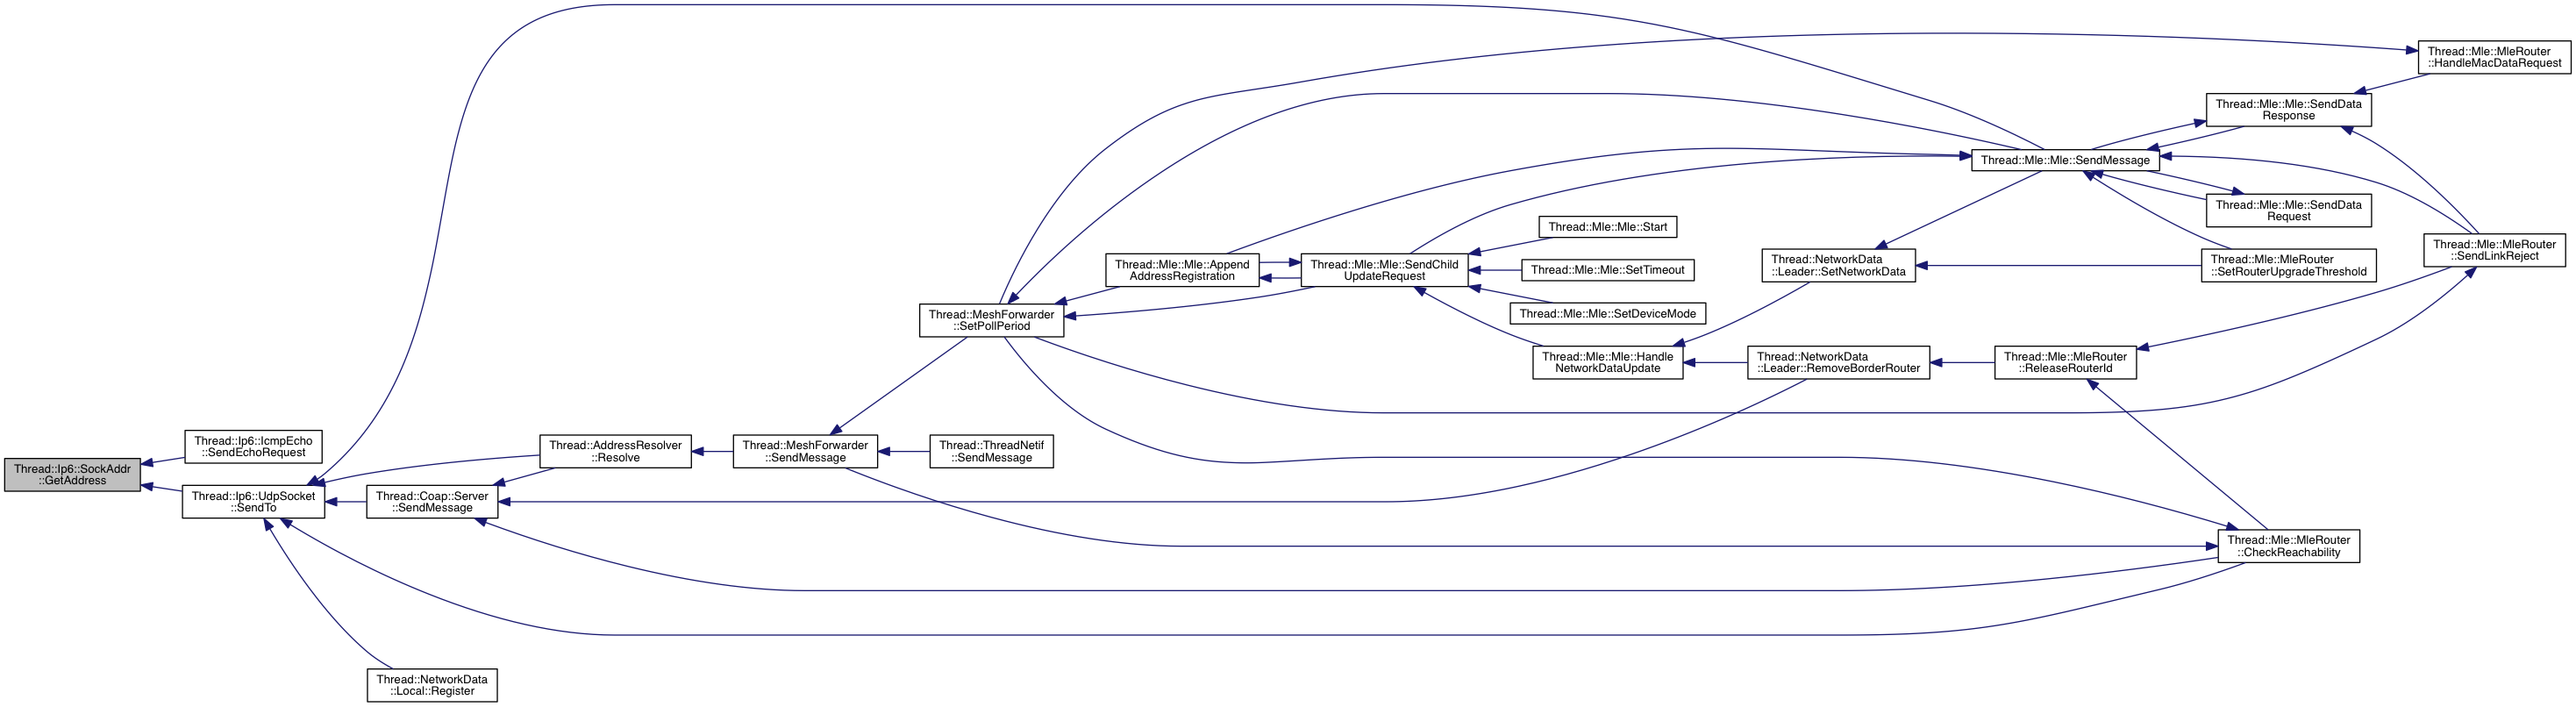 Thread::Mle::MleRouter
::HandleMacDataRequest
Thread::Mle::Mle::SendData
Response
Thread::Mle::Mle::SendMessage
Thread::Mle::Mle::SendData
Request
Thread::Mle::Mle::Start
Thread::Mle::MleRouter
::SendLinkReject
Thread::Mle::Mle::Append
AddressRegistration
Thread::Mle::Mle::SendChild
UpdateRequest
Thread::Mle::Mle::SetTimeout
Thread::NetworkData
::Leader::SetNetworkData
Thread::Mle::MleRouter
::SetRouterUpgradeThreshold
Thread::MeshForwarder
::SetPollPeriod
Thread::Mle::Mle::SetDeviceMode
Thread::Mle::Mle::Handle
NetworkDataUpdate
Thread::NetworkData
::Leader::RemoveBorderRouter
Thread::Mle::MleRouter
::ReleaseRouterId
Thread::Ip6::IcmpEcho
::SendEchoRequest
Thread::AddressResolver
::Resolve
Thread::MeshForwarder
::SendMessage
Thread::ThreadNetif
::SendMessage
Thread::Ip6::SockAddr
::GetAddress
Thread::Ip6::UdpSocket
::SendTo
Thread::Coap::Server
::SendMessage
Thread::Mle::MleRouter
::CheckReachability
Thread::NetworkData
::Local::Register